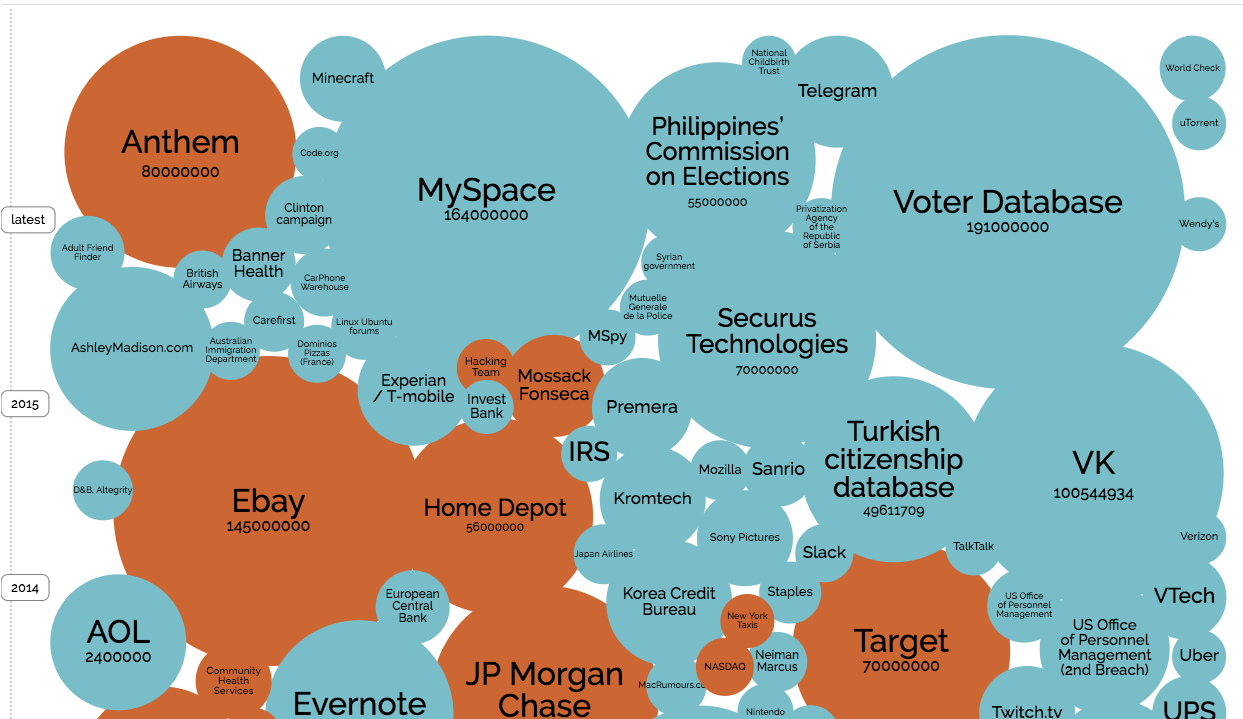 Anthem
80000000
Minecraft
Code.org
Clinton
campaign
MySpace
164000000
National
Childbirth
Trust
Telegram
Philippines'
Commission
on Elections
55000000
Privatization
Agency
of the
Republic
of Serbia
Voter Database
191000000
World Check
uTorrent
Wendy's
latest
Adult Friend
Finder
British
Airways
Banner
Health
CarPhone
Warehouse
Syrian
government
Mutuelle
Generale
de la Police
AshleyMadison.com
Carefirst
Australian
Immigration
Department
Dominios
Pizzas
(France)
Linux Ubuntu
forums
MSpy
Securus
Technologies
70000000
Experian
/ T-mobile
Hacking
Team
Invest
Bank
Mossack
Fonseca
Premera
2015
IRS
Mozilla
Sanrio
Turkish
citizenship
database
49611709
VK
100544934
D&B, Altegrity
Ebay
145000000
Home Depot
56000000
Kromtech
Sony Pictures
Japan Airlines
Slack
TalkTalk
Verizon
2014
European
Central
Bank
Korea Credit
Bureau
Staples
US Office
of Personnel
Management
VTech
AOL
2400000
New York
Taxis
Target
70000000
US Office
of Personnel
Management
(2nd Breach)
Uber
Community
Health
Services
Evernote
JP Morgan
Chase
NASDAQ
Neiman
Marcus
MacRumours.co
Nintendo
Twitch.tv
UPS